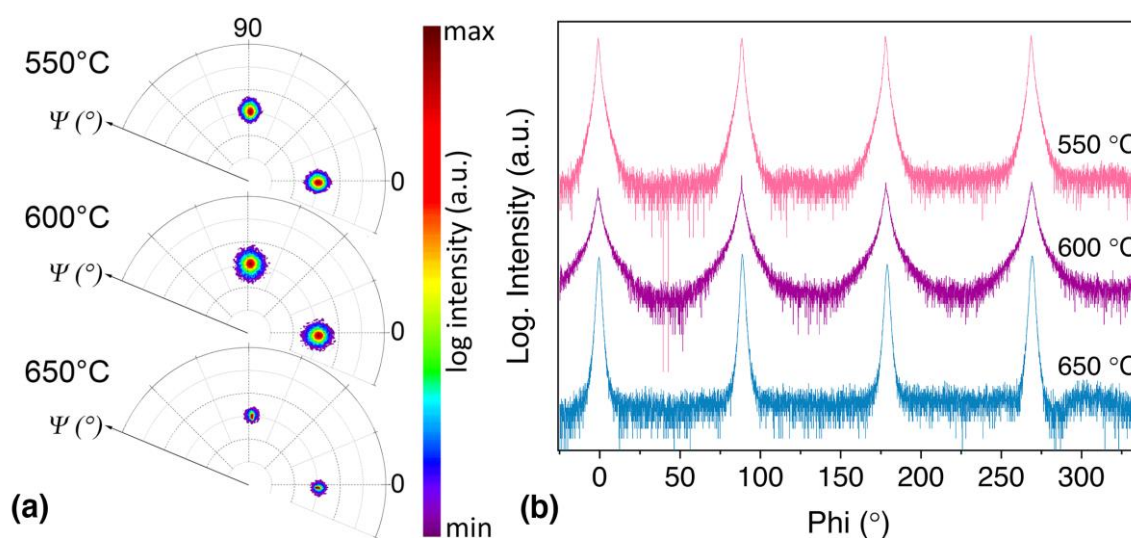 90
550°C
Ψ (°)
0
600°C
Ψ (°)
0
650°C
Ψ (°)
0
(a)
max
log intensity (a.u.)
min
Log. Intensity (a.u.)
550 °C
600 °C
650 °C
0 50 100 150 200 250 300
Phi (°)
(b)